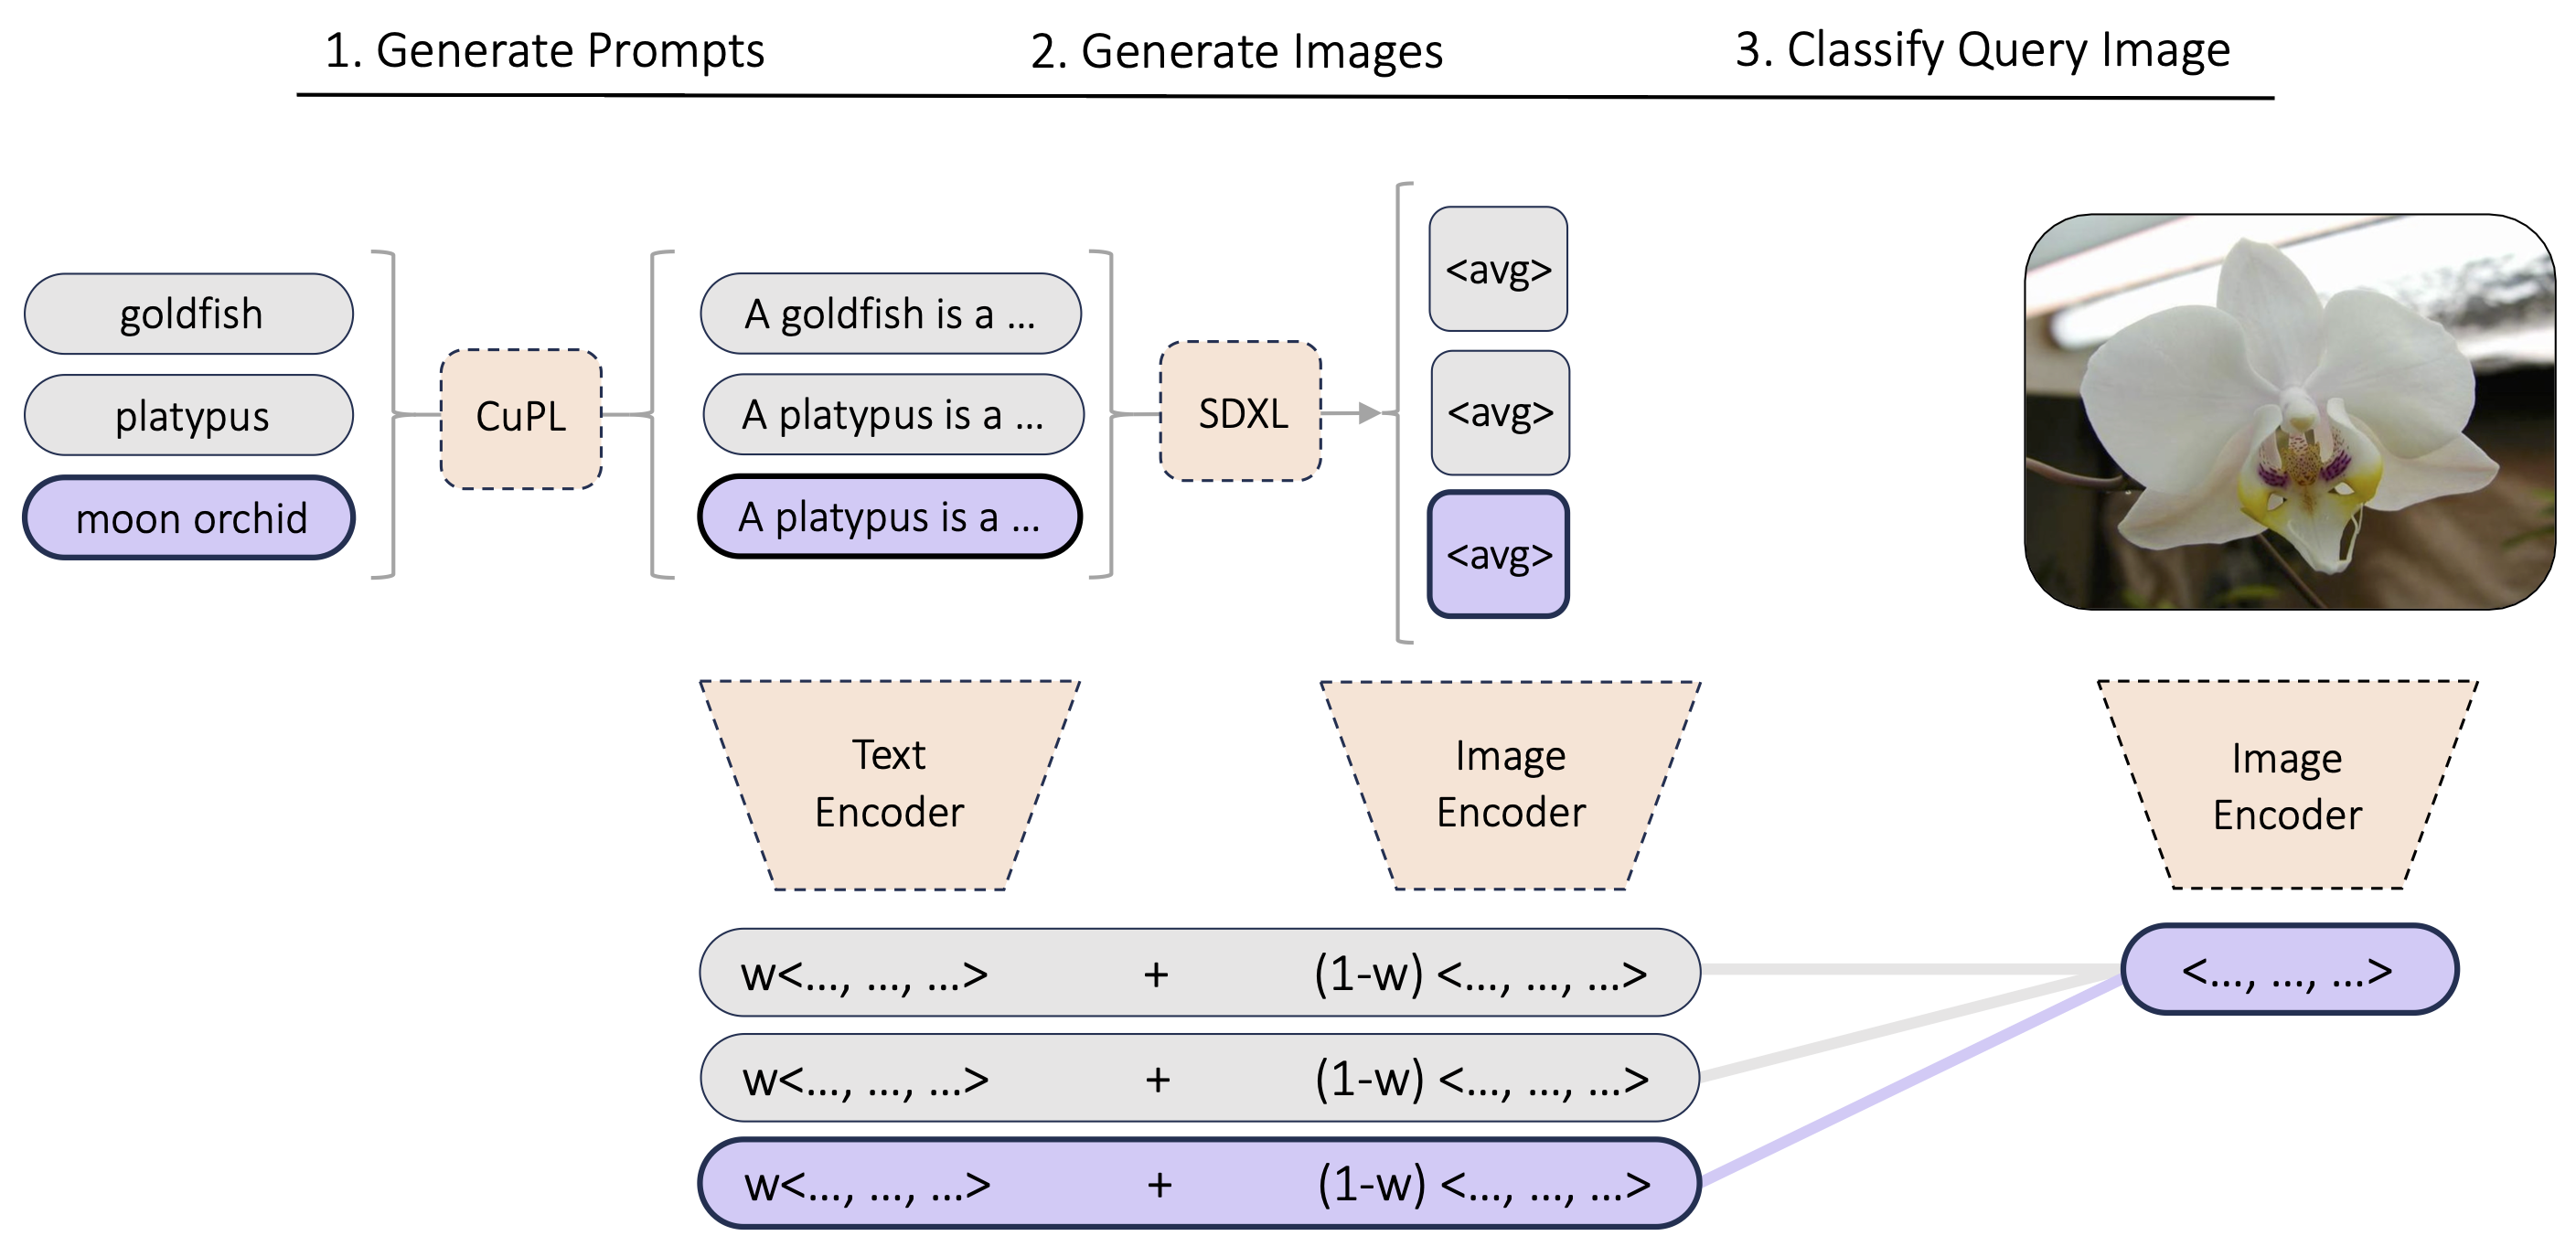 1. Generate Prompts
2. Generate Images
3. Classify Query Image
goldfish
platypus
moon orchid
CuPL
A goldfish is a ...
A platypus is a ...
A platypus is a ...
SDXL
<avg>
<avg>
<avg>
Text
Encoder
Image
Encoder
Image
Encoder
w<..., ..., ...> + (1-w) <..., ..., ...>
w<..., ..., ...> + (1-w) <..., ..., ...>
w<..., ..., ...> + (1-w) <..., ..., ...>
<..., ..., ...>